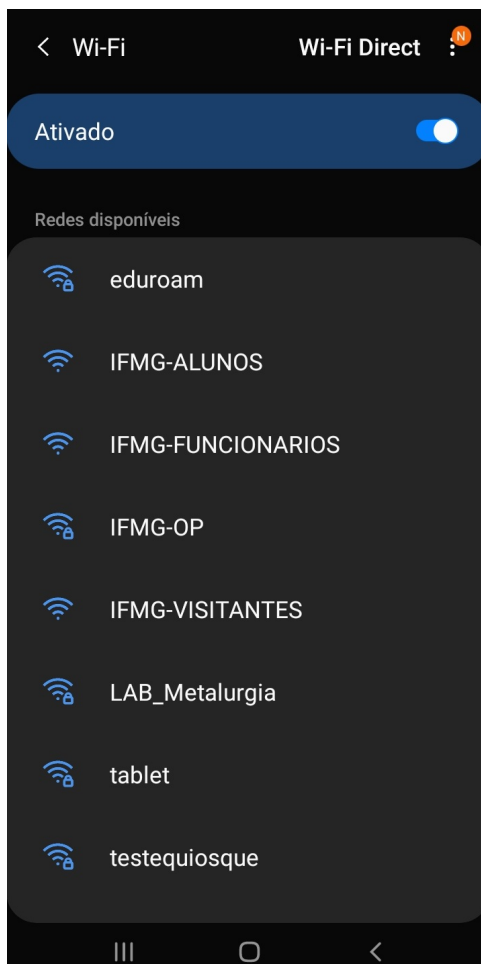 Wi-Fi Wi-Fi Direct N
Ativado
Redes disponíveis
eduroam
IFMG-ALUNOS
IFMG-FUNCIONARIOS
IFMG-OP
IFMG-VISITANTES
LAB_Metalurgia
tablet
testequiosque